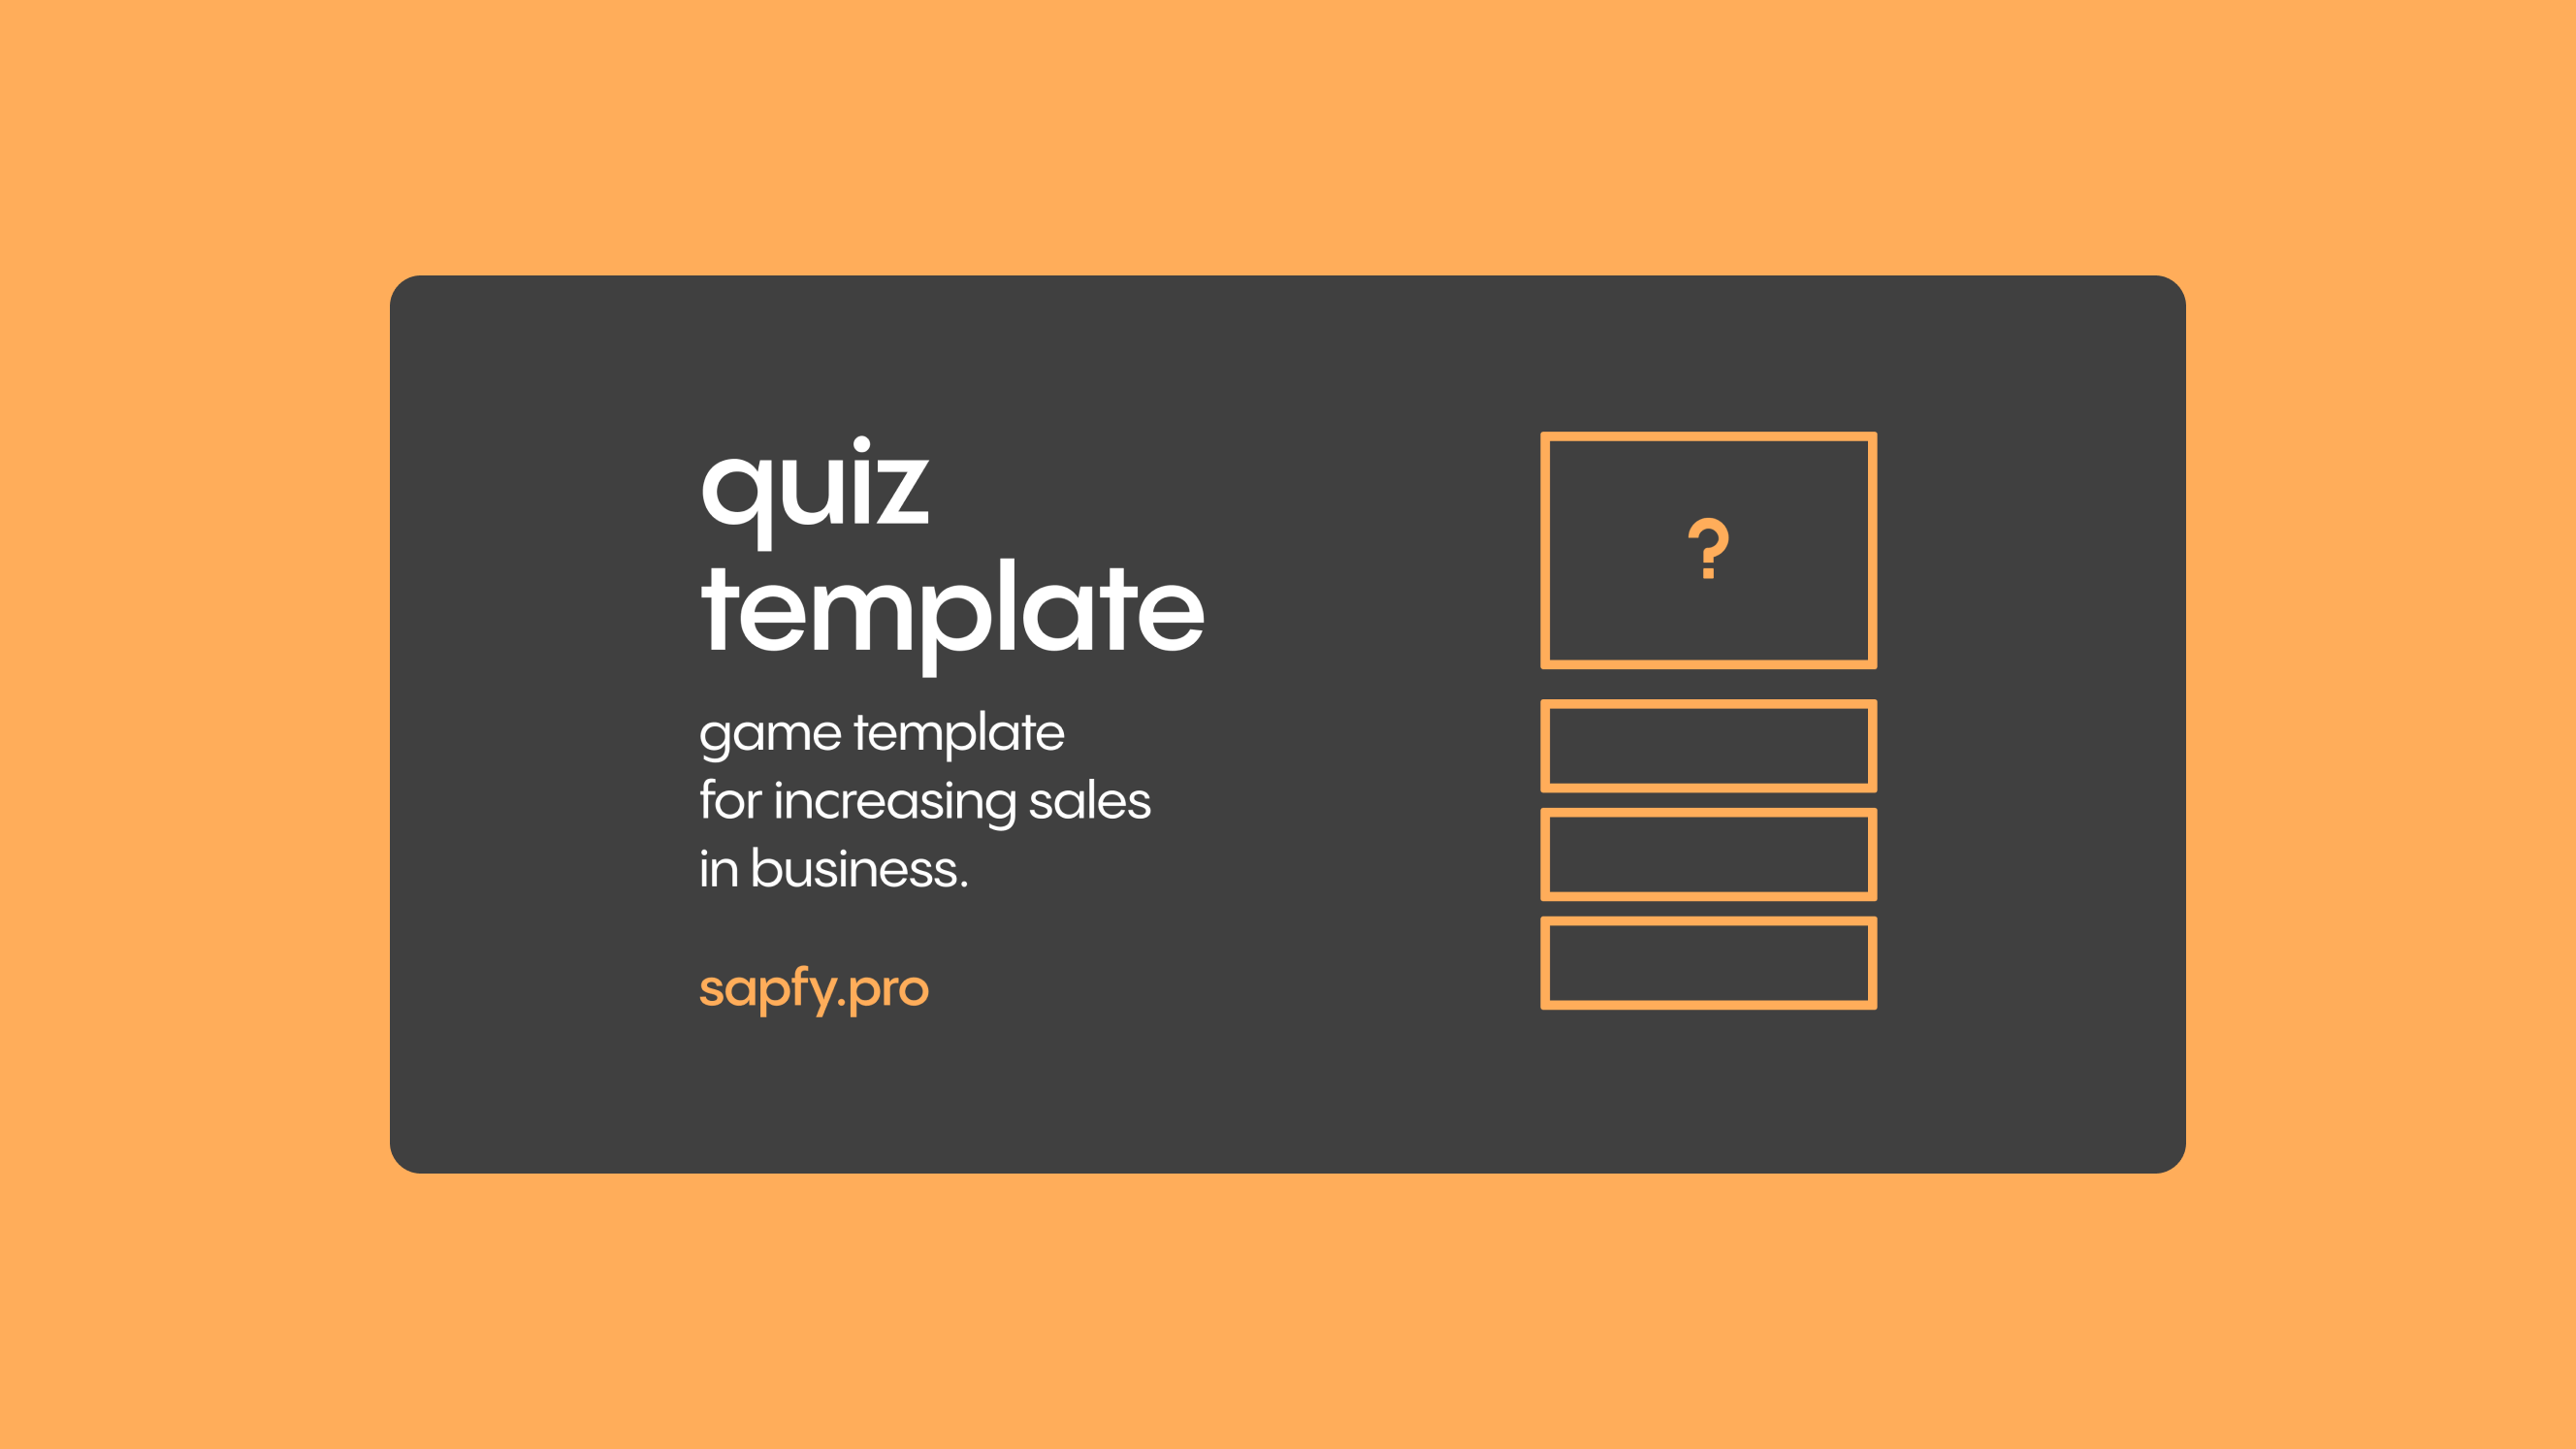 quiz
template
game template
for increasing sales
in business.
sapfy.pro
?